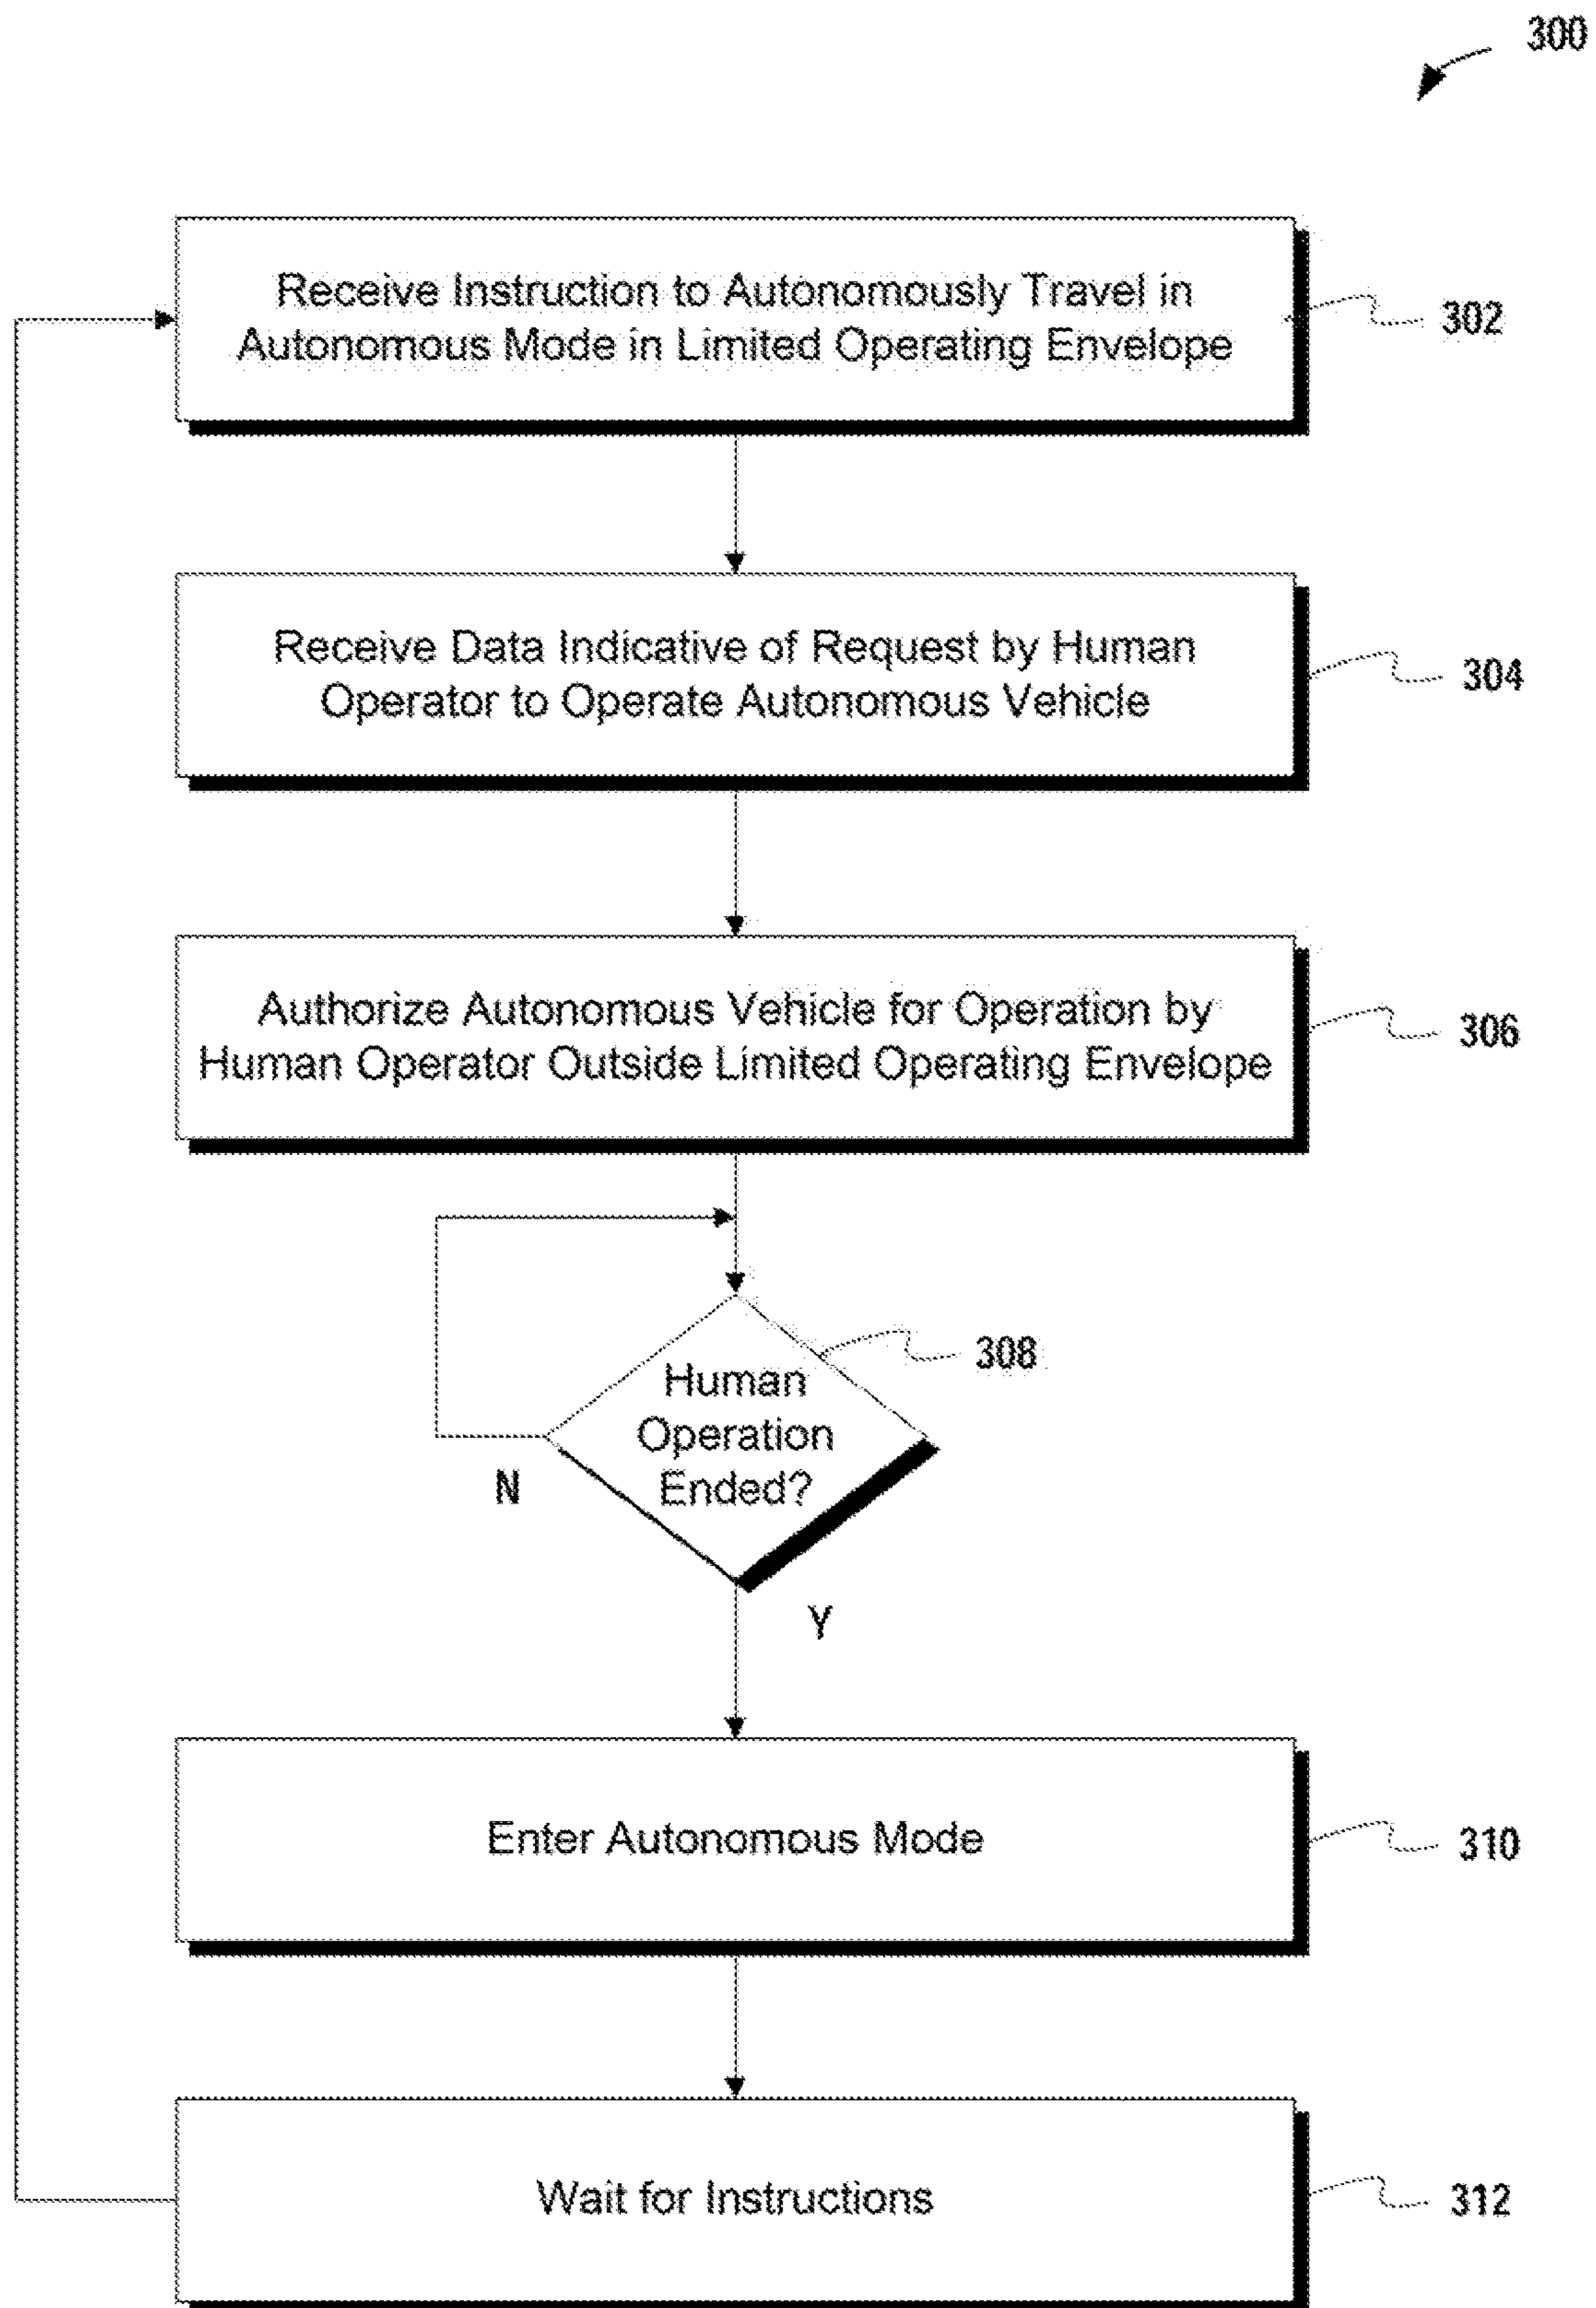 300
Receive Instruction to Autonomously Travel in
Autonomous Mode in Limited Operating Envelope
302
Receive Data Indicative of Request by Human
Operator to Operate Autonomous Vehicle
304
Authorize Autonomous Vehicle for Operation by
Human Operator Outside Limited Operating Envelope
306
308
Human
Operation
Ended?
N
Y
Enter Autonomous Mode
310
Wait for Instructions
312